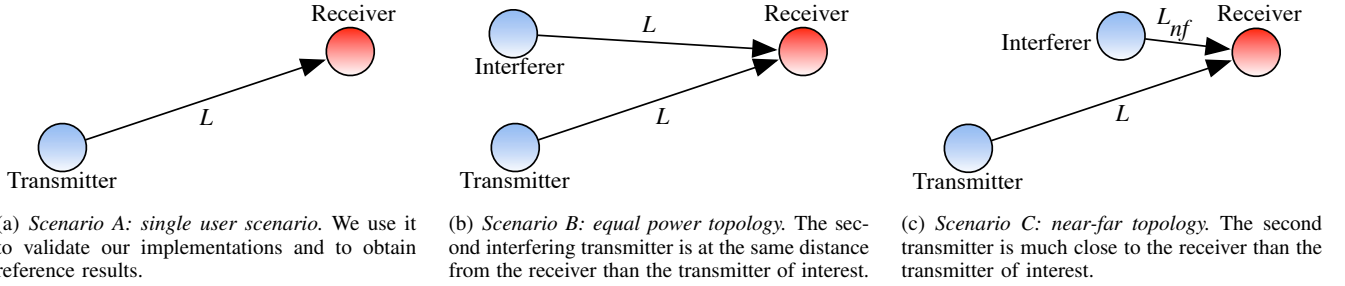 Receiver
L
Transmitter
(a) Scenario A: single user scenario. We use it
to validate our implementations and to obtain
reference results.
Receiver
L
Interferer
L
Transmitter
(b) Scenario B: equal power topology. The sec-
ond interfering transmitter is at the same distance
from the receiver than the transmitter of interest.
Receiver
L_nf
Interferer
L
Transmitter
(c) Scenario C: near-far topology. The second
transmitter is much close to the receiver than the
transmitter of interest.